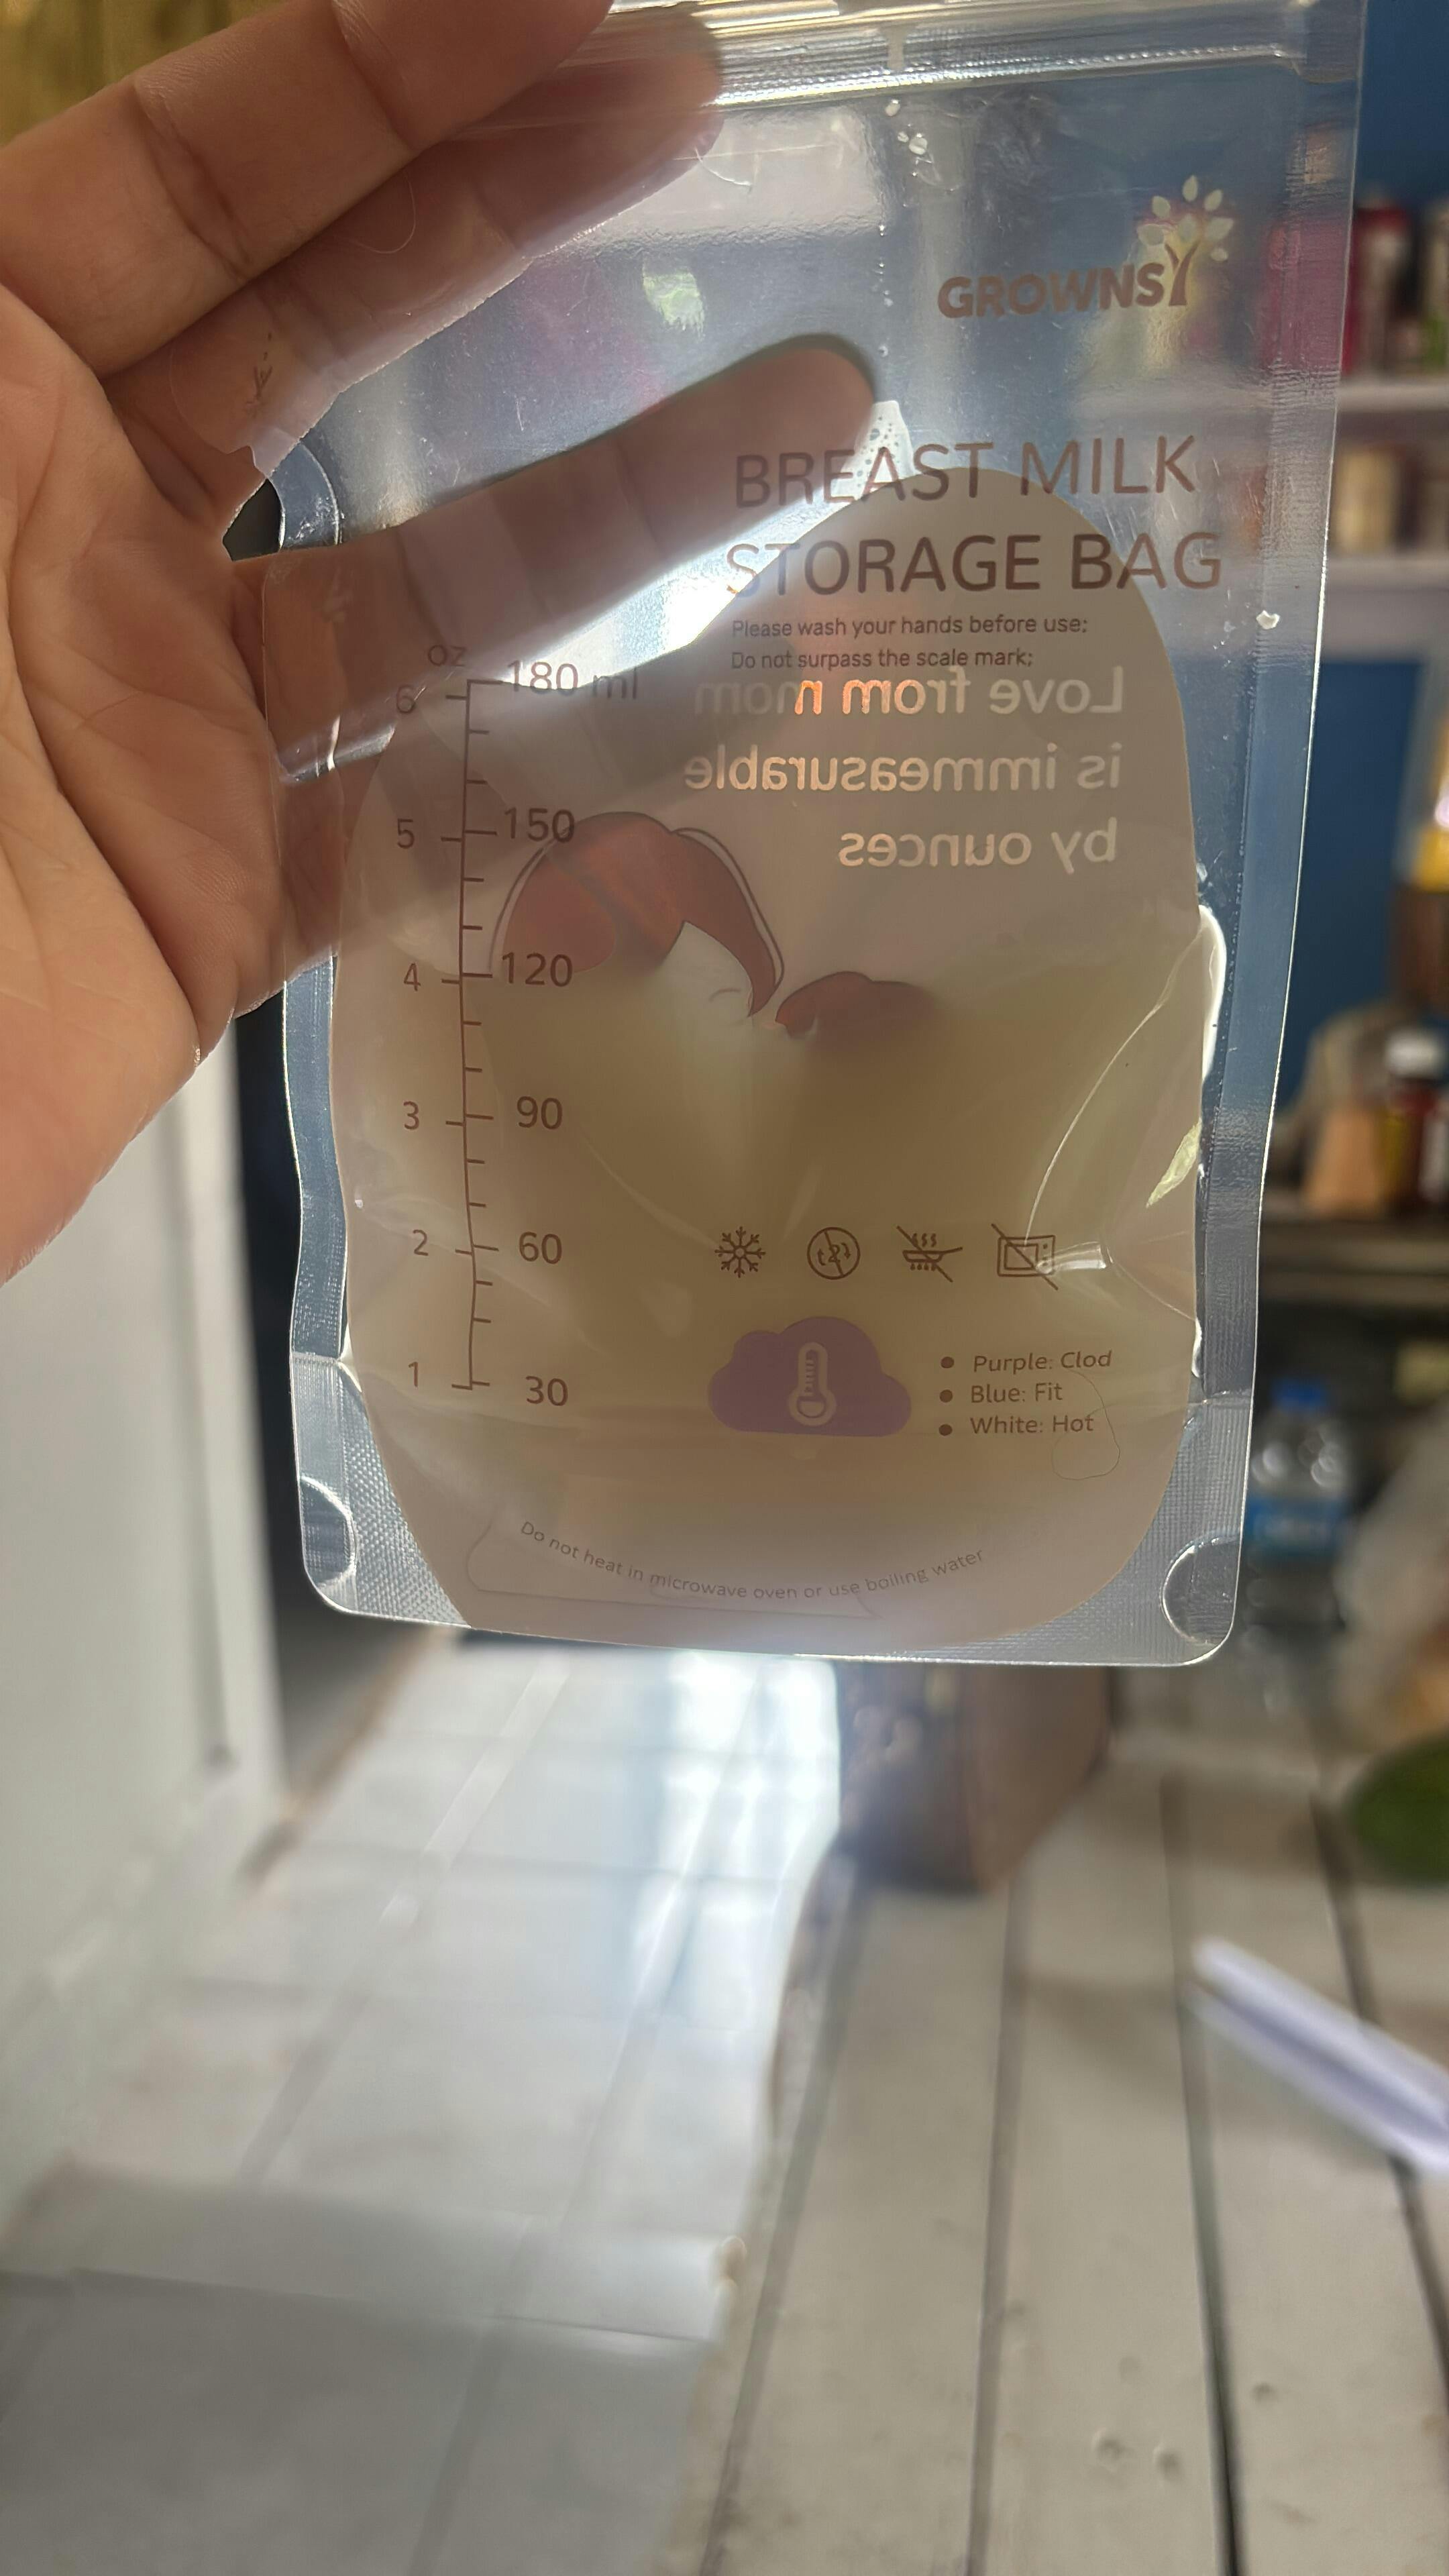 GROWNSY
BREAST MILK
STORAGE BAG
Please wash your hands before use;
Do not surpass the scale mark;
Love from mom
is immeasurable
by ounces
oz
180 ml
6
5
150
4
120
3
90
2
60
1
30
Purple: Clod
Blue: Fit
White: Hot
Do not heat in microwave oven or use boiling water